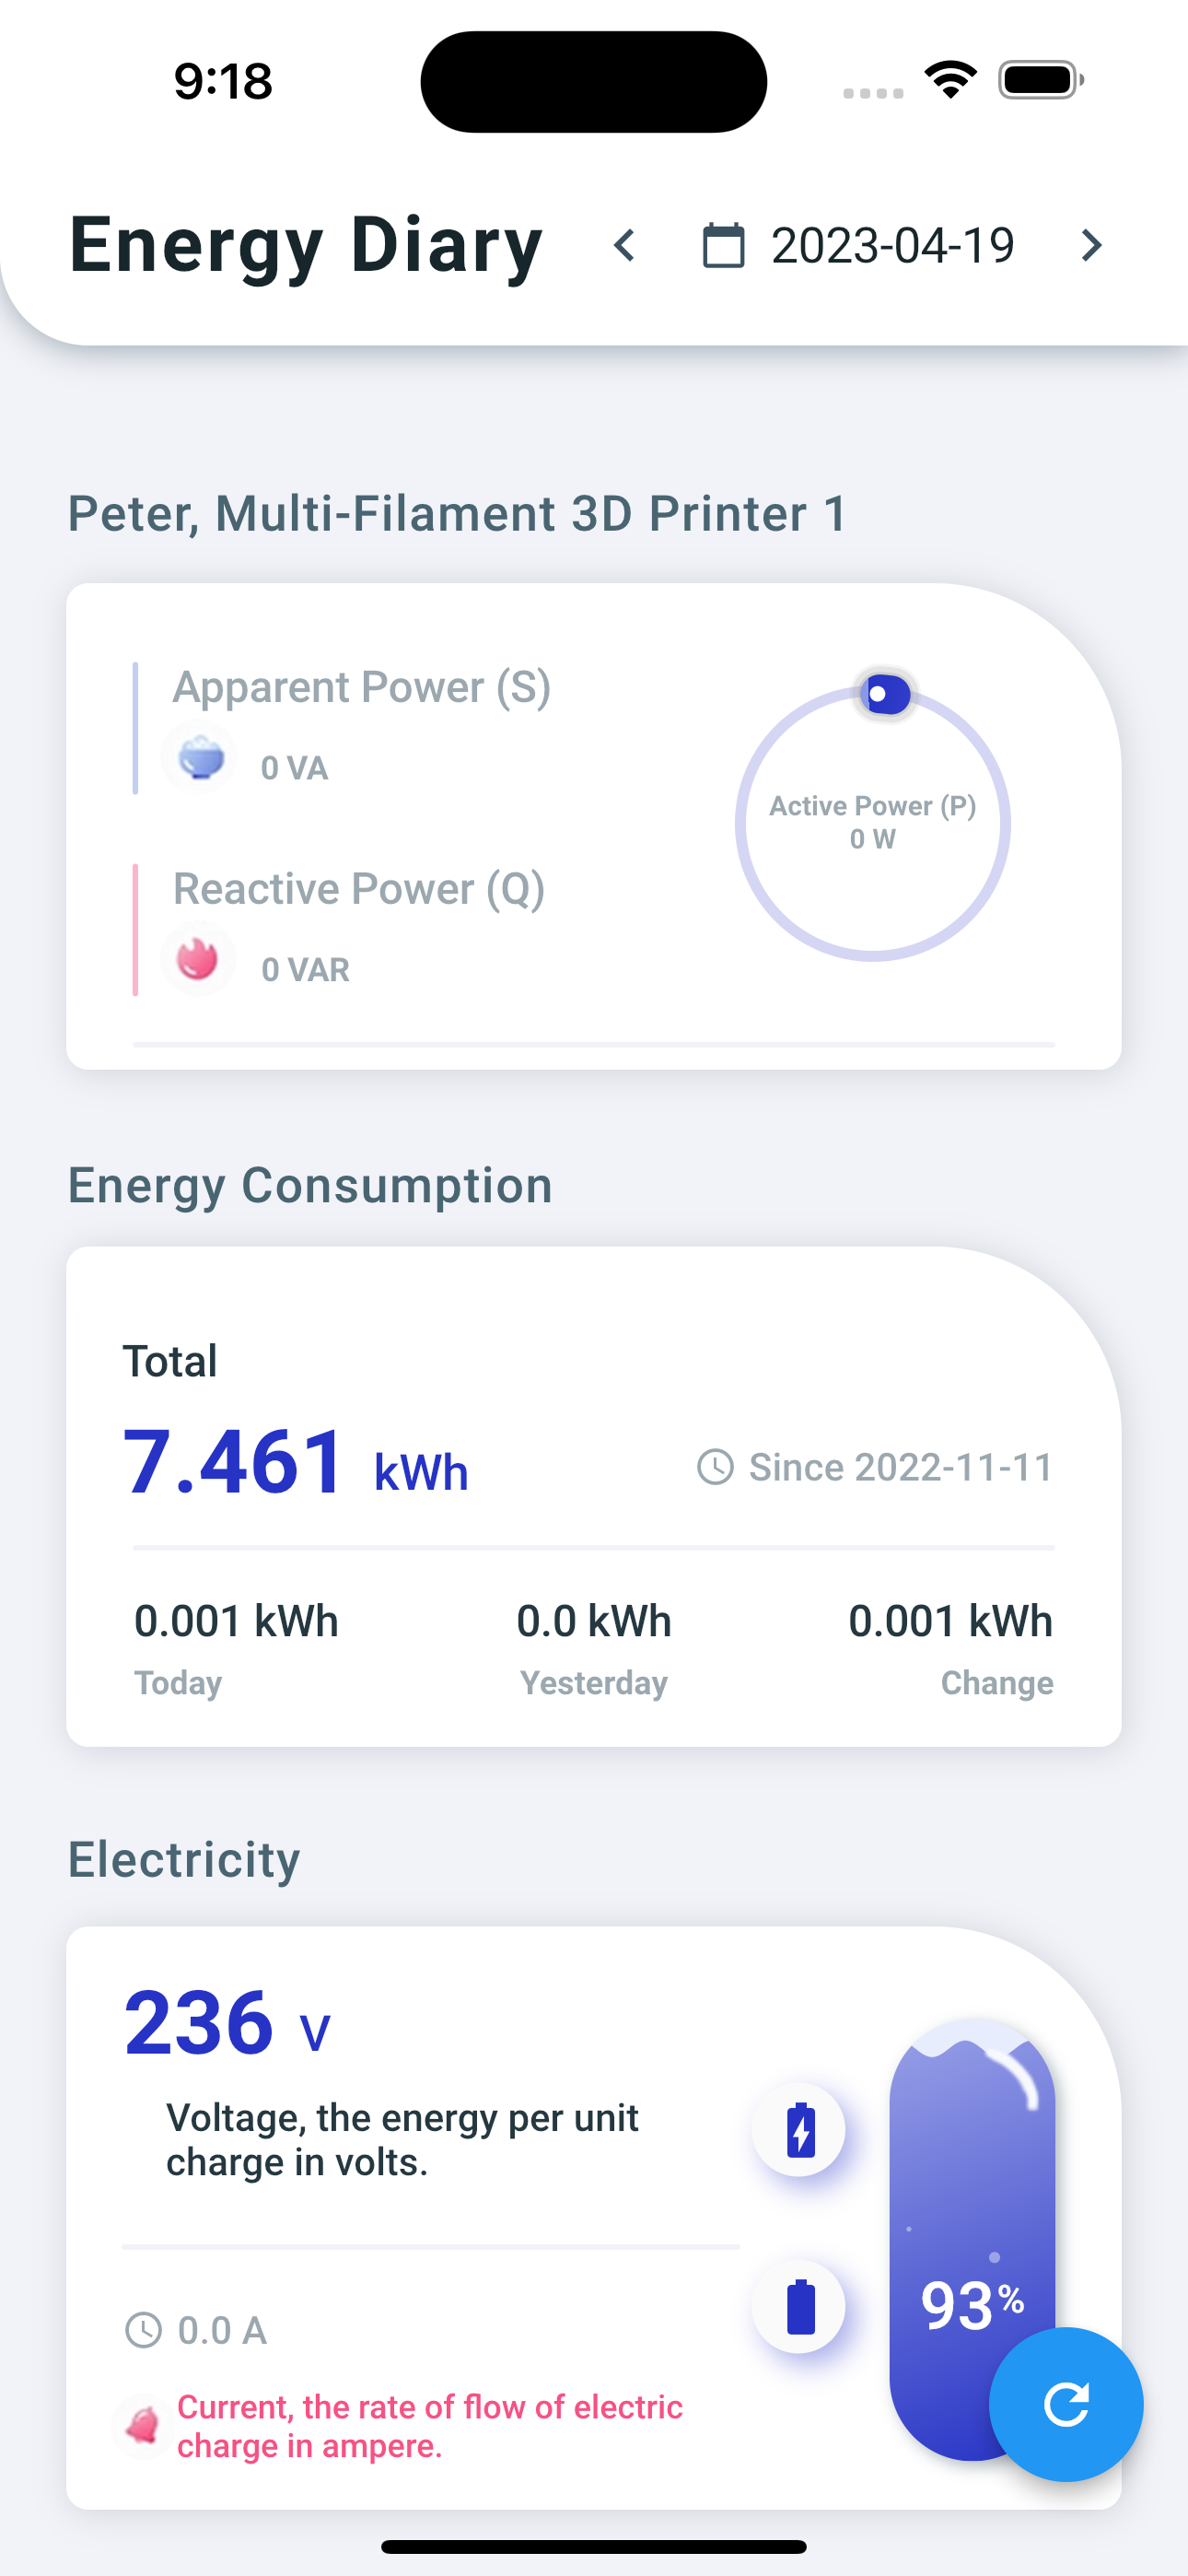 9:18
Energy Diary
2023-04-19
Peter, Multi-Filament 3D Printer 1
Apparent Power (S)
0 VA
Active Power (P)
0 W
Reactive Power (Q)
0 VAR
Energy Consumption
Total
7.461 kWh
Since 2022-11-11
0.001 kWh
Today
0.0 kWh
Yesterday
0.001 kWh
Change
Electricity
236 V
Voltage, the energy per unit
charge in volts.
93%
0.0 A
Current, the rate of flow of electric
charge in ampere.